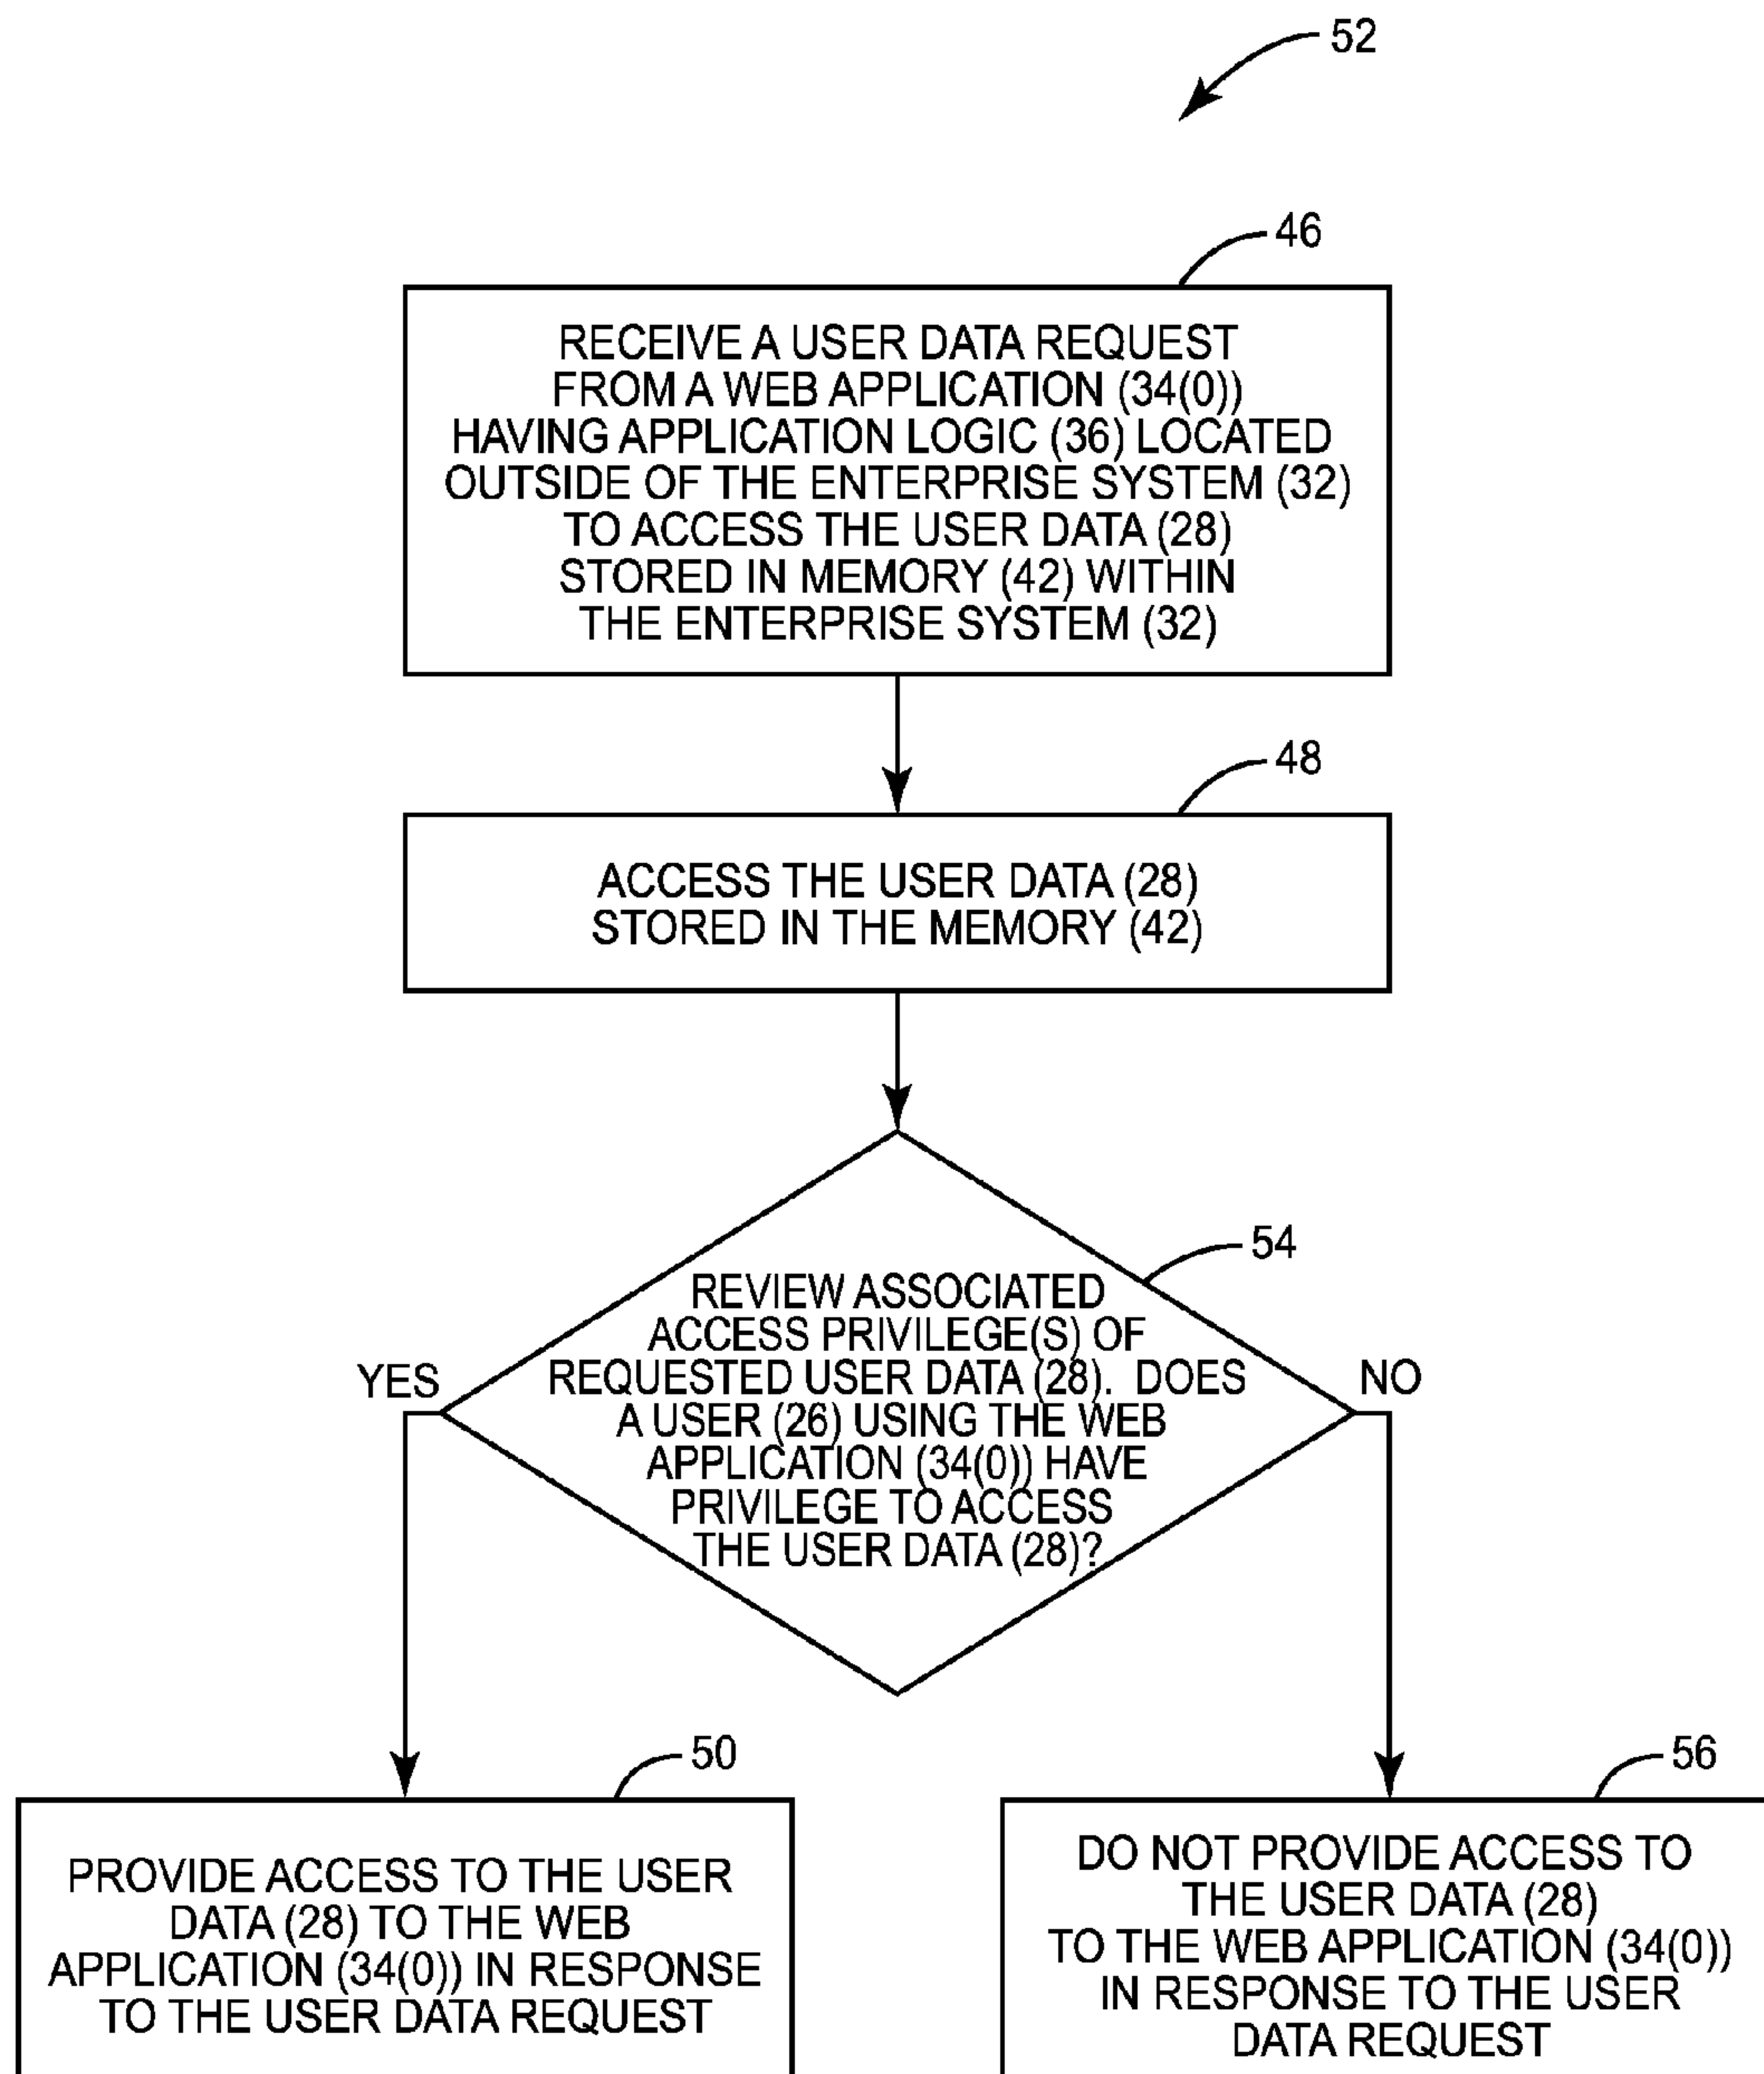 52
46
RECEIVE A USER DATA REQUEST
FROM A WEB APPLICATION (34(0))
HAVING APPLICATION LOGIC (36) LOCATED
OUTSIDE OF THE ENTERPRISE SYSTEM (32)
TO ACCESS THE USER DATA (28)
STORED IN MEMORY (42) WITHIN
THE ENTERPRISE SYSTEM (32)
48
ACCESS THE USER DATA (28)
STORED IN THE MEMORY (42)
54
REVIEW ASSOCIATED
ACCESS PRIVILEGE(S) OF
REQUESTED USER DATA (28). DOES
A USER (26) USING THE WEB
APPLICATION (34(0)) HAVE
PRIVILEGE TO ACCESS
THE USER DATA (28)?
YES
NO
50
PROVIDE ACCESS TO THE USER
DATA (28) TO THE WEB
APPLICATION (34(0)) IN RESPONSE
TO THE USER DATA REQUEST
56
DO NOT PROVIDE ACCESS TO
THE USER DATA (28)
TO THE WEB APPLICATION (34(0))
IN RESPONSE TO THE USER
DATA REQUEST